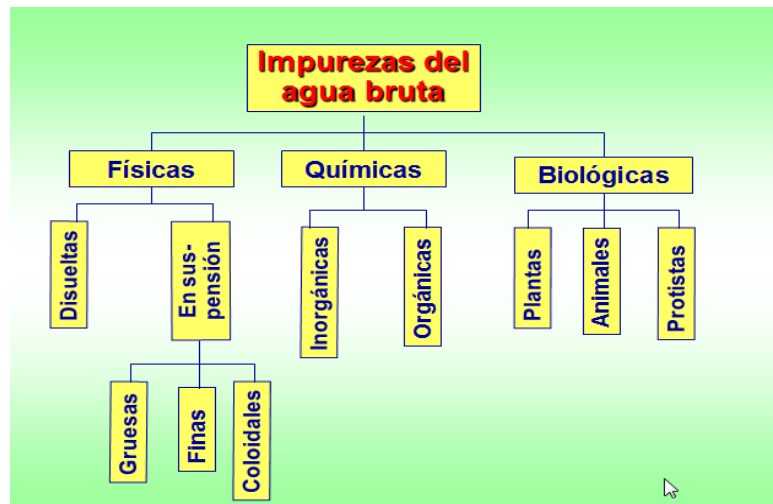 Impurezas del
agua bruta
Físicas
Químicas
Biológicas
Disueltas
En sus-
pensión
Inorgánicas
Orgánicas
Plantas
Animales
Protistas
Gruesas
Finas
Coloidales